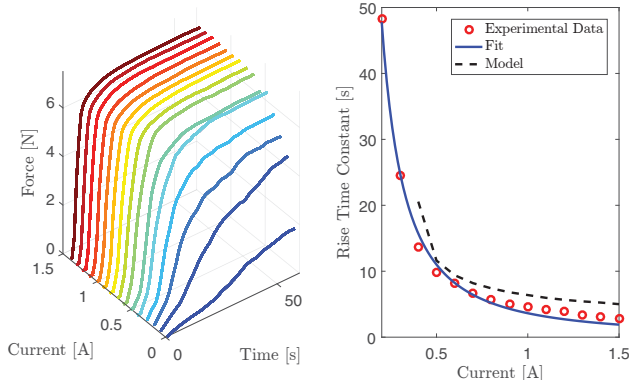 Force [N]
6
4
2
0
1.5
1
0.5
0
Current [A]
0
50
Time [s]
Rise Time Constant [s]
50
40
30
20
10
0
0.5
1
1.5
Current [A]
Experimental Data
Fit
Model